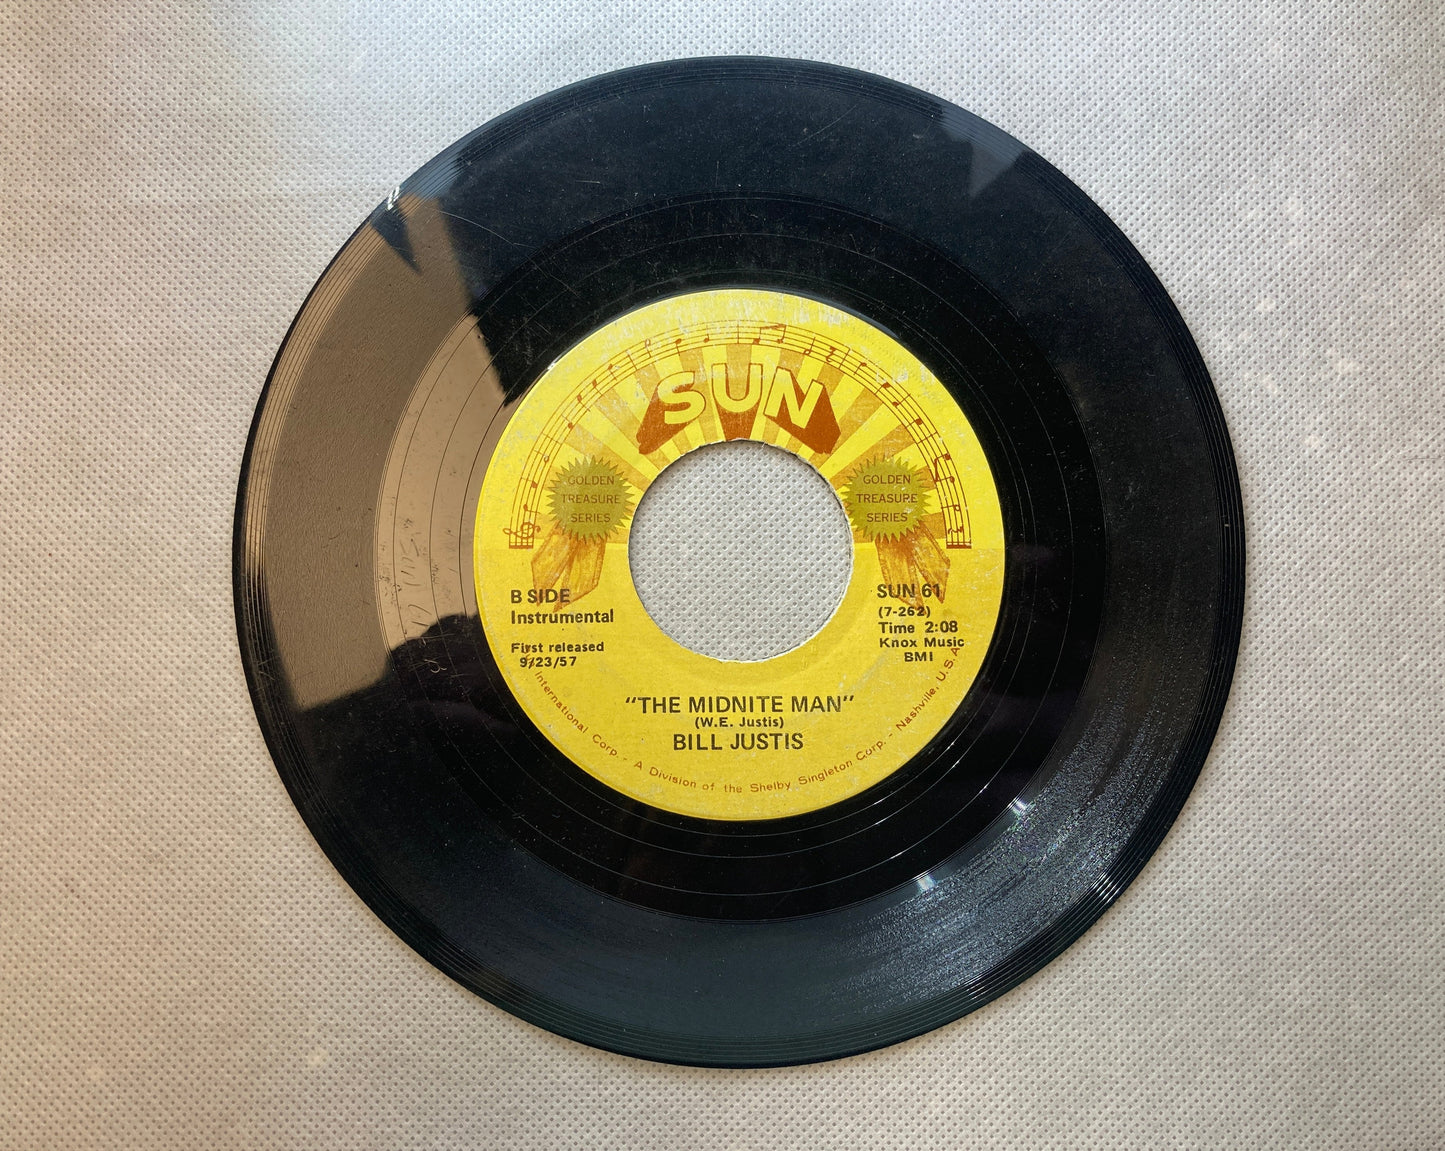 SUN
GOLDEN
TREASURE
SERIES
GOLDEN
TREASURE
SERIES
B SIDE
Instrumental
First released
9/23/57
SUN 61
(7-262)
Time 2:08
Knox Music
BMI
"THE MIDNITE MAN"
(W.E. Justis)
BILL JUSTIS
International Corp. - A Division of the Shelby Singleton Corp. - Nashville, U.S.A.